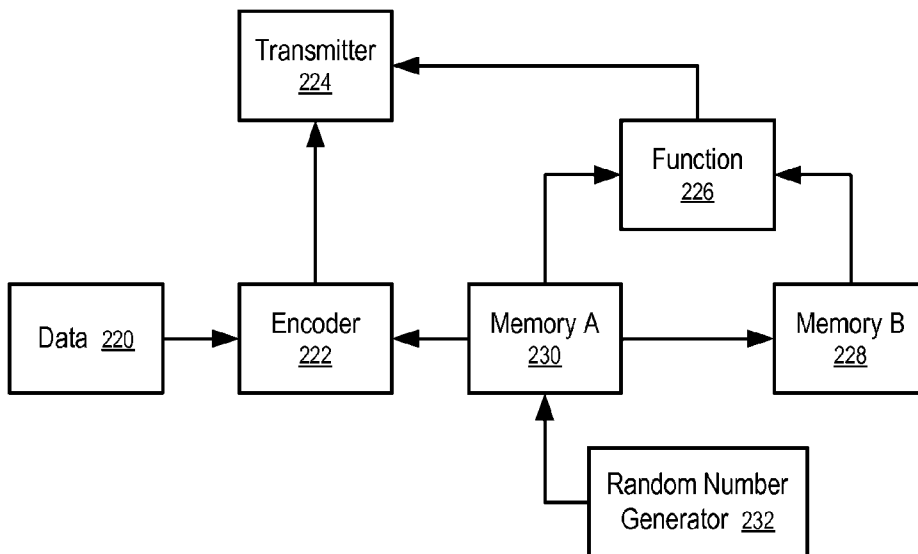 Transmitter
224
Function
226
Data 220
Encoder
222
Memory A
230
Memory B
228
Random Number
Generator 232